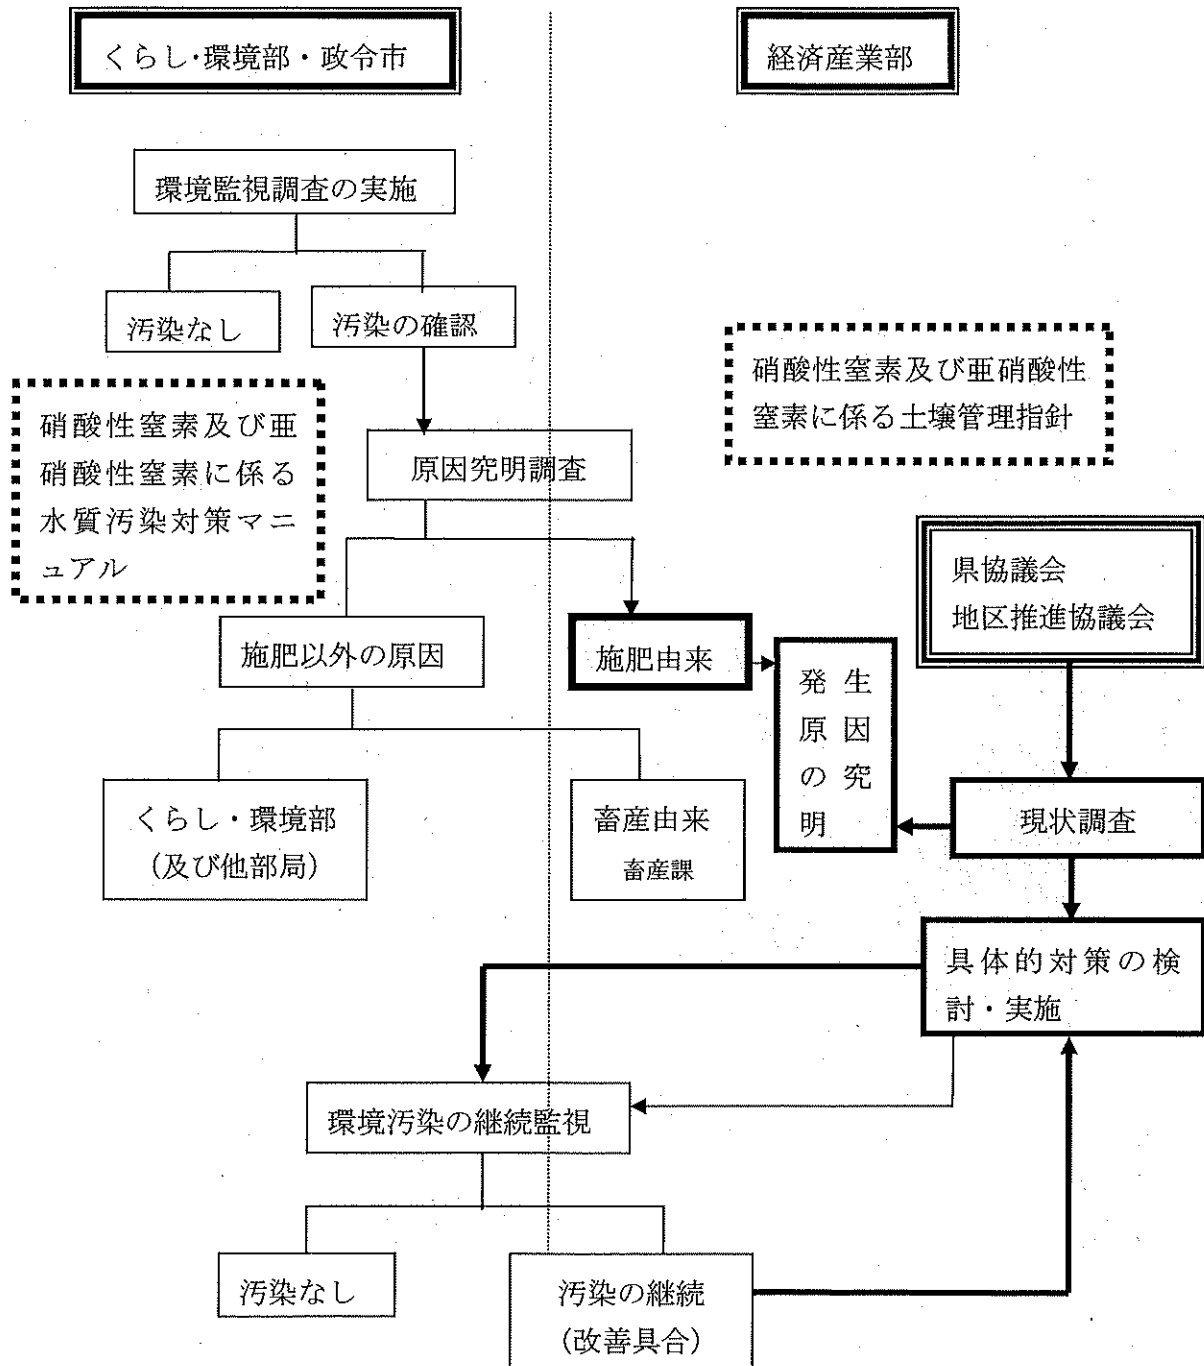 くらし･環境部・政令市
経済産業部
環境監視調査の実施
汚染なし
汚染の確認
硝酸性窒素及び亜硝酸性
窒素に係る土壌管理指針
硝酸性窒素及び亜
硝酸性窒素に係る
水質汚染対策マニ
ュアル
原因究明調査
県協議会
地区推進協議会
施肥以外の原因
施肥由来
発生
原因
の究
明
くらし・環境部
(及び他部局)
畜産由来
畜産課
現状調査
具体的対策の検
討・実施
環境汚染の継続監視
汚染なし
汚染の継続
(改善具合)